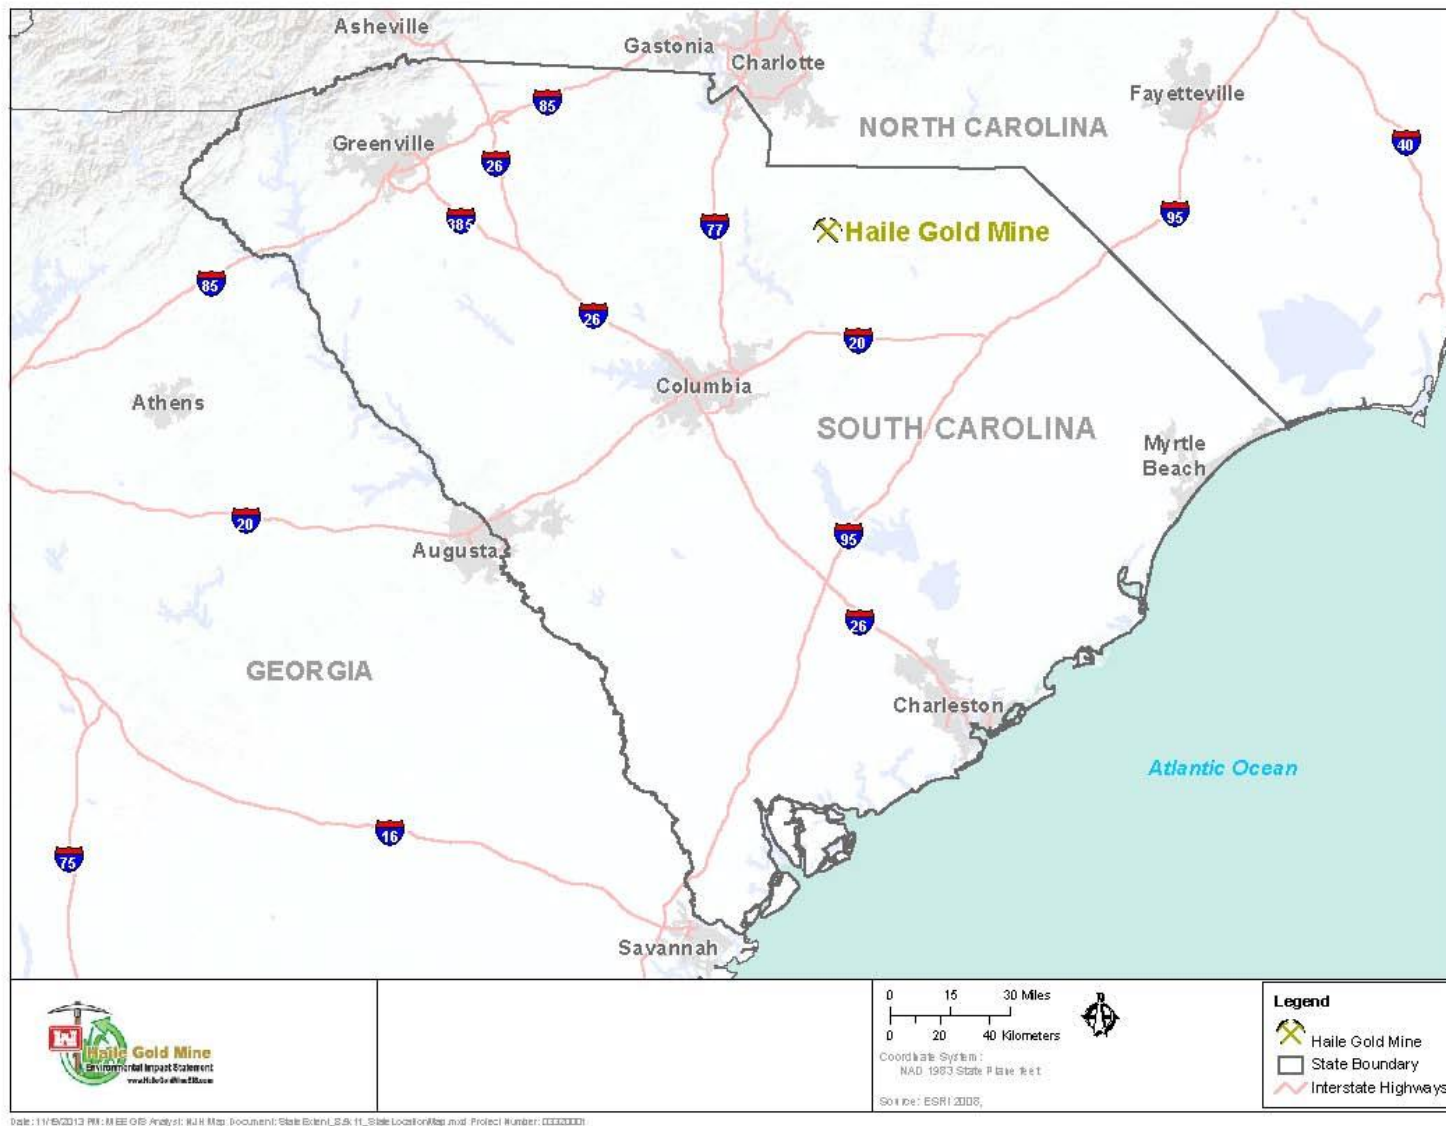 Asheville
Gastonia
Charlotte
Fayetteville
85
NORTH CAROLINA
Greenville
40
26
95
385
77
Haile Gold Mine
85
26
20
Columbia
Athens
SOUTH CAROLINA
Myrtle
Beach
20
95
Augusta
26
GEORGIA
Charleston
Atlantic Ocean
16
75
Savannah
Haile Gold Mine
Environmental Impact Statement
www.HaileGoldMineEIS.com
0 15 30 Miles
0 20 40 Kilometers
N
Coordinate System:
NAD 1983 State Plane feet
Source: ESRI 2008,
Legend
Haile Gold Mine
State Boundary
Interstate Highways